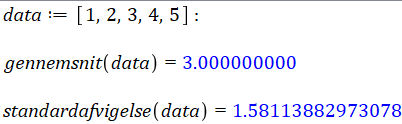 data := [1, 2, 3, 4, 5] :
gennemsnit(data) = 3.000000000
standardafvigelse(data) = 1.58113882973078